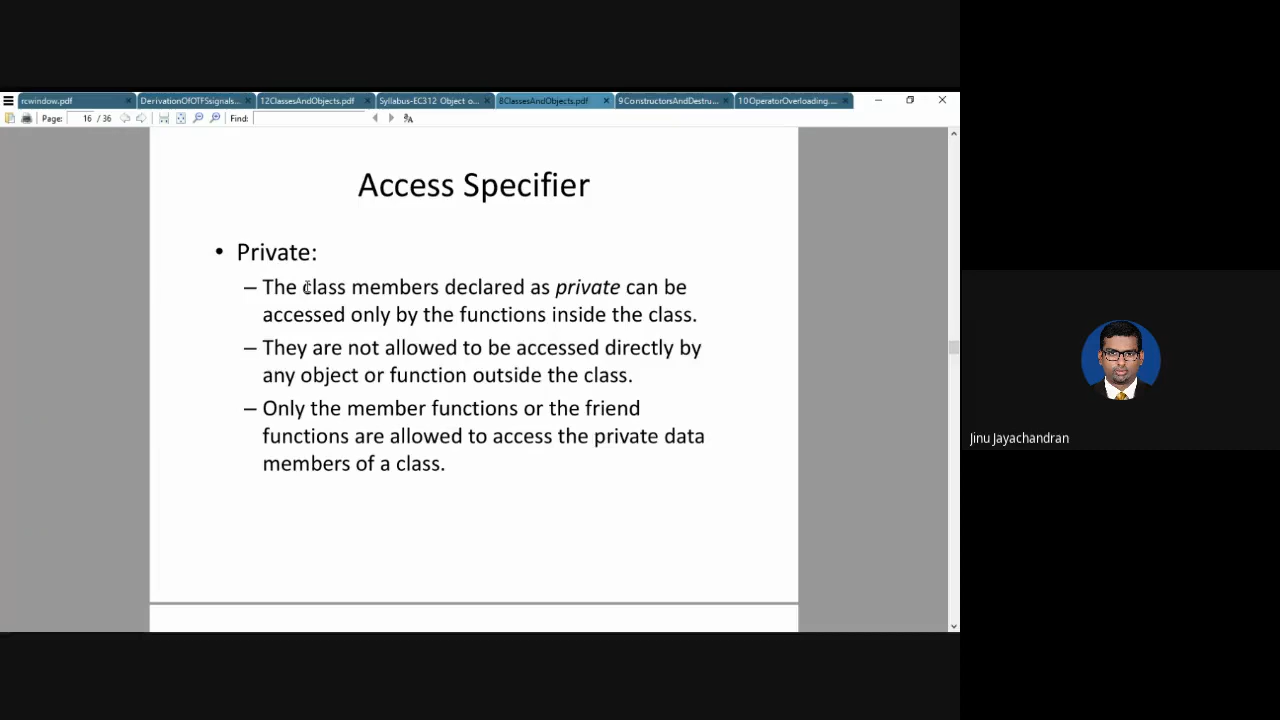 rcwindow.pdf
DerivationOfOTFSsignals...
12ClassesAndObjects.pdf
Syllabus-EC312 Object o...
8ClassesAndObjects.pdf
9ConstructorsAndDestru...
10OperatorOverloading....
Page: 16 / 36
Find:
Access Specifier
• Private:
– The class members declared as private can be
accessed only by the functions inside the class.
– They are not allowed to be accessed directly by
any object or function outside the class.
– Only the member functions or the friend
functions are allowed to access the private data
members of a class.
Jinu Jayachandran